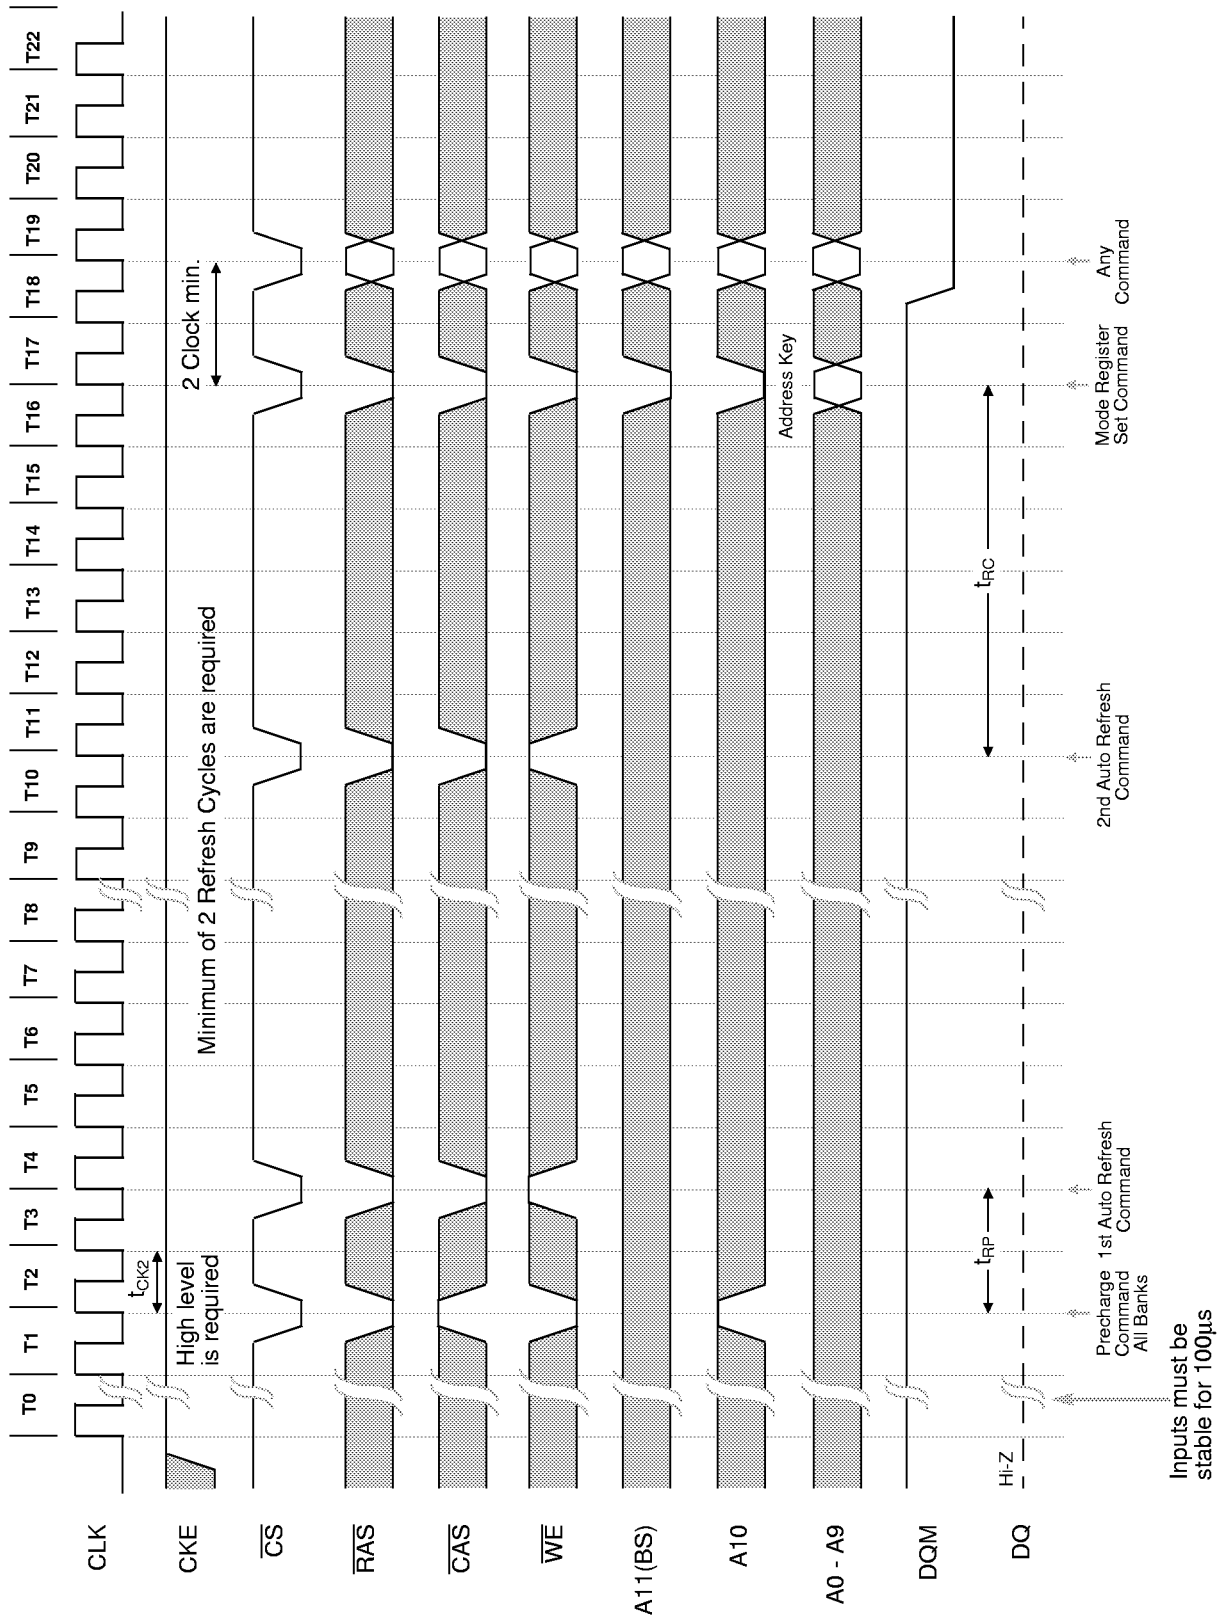 T0 T1 T2 T3 T4 T5 T6 T7 T8 T9 T10 T11 T12 T13 T14 T15 T16 T17 T18 T19 T20 T21 T22
CLK
tCK2
CKE
High level
is required
Minimum of 2 Refresh Cycles are required
2 Clock min.
CS
RAS
CAS
WE
A11(BS)
A10
Address Key
A0 - A9
DQM
tRP
tRC
Hi-Z
DQ
Precharge
Command
All Banks
1st Auto Refresh
Command
2nd Auto Refresh
Command
Mode Register
Set Command
Any
Command
Inputs must be
stable for 100µs